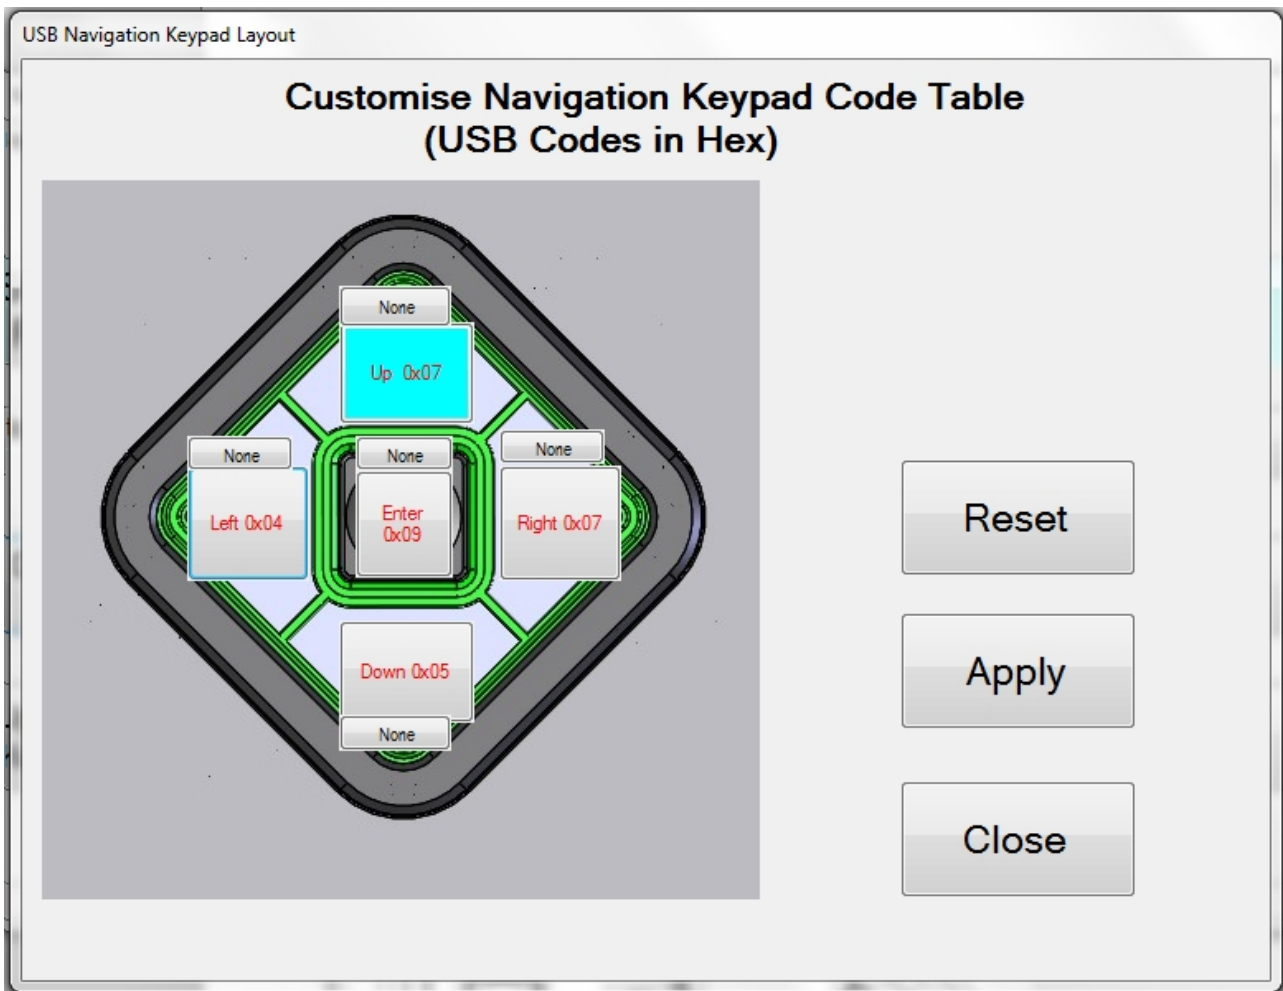 USB Navigation Keypad Layout
Customise Navigation Keypad Code Table
(USB Codes in Hex)
None
Up 0x07
None
None
None
Left 0x04
Enter
0x09
Right 0x07
Down 0x05
None
Reset
Apply
Close